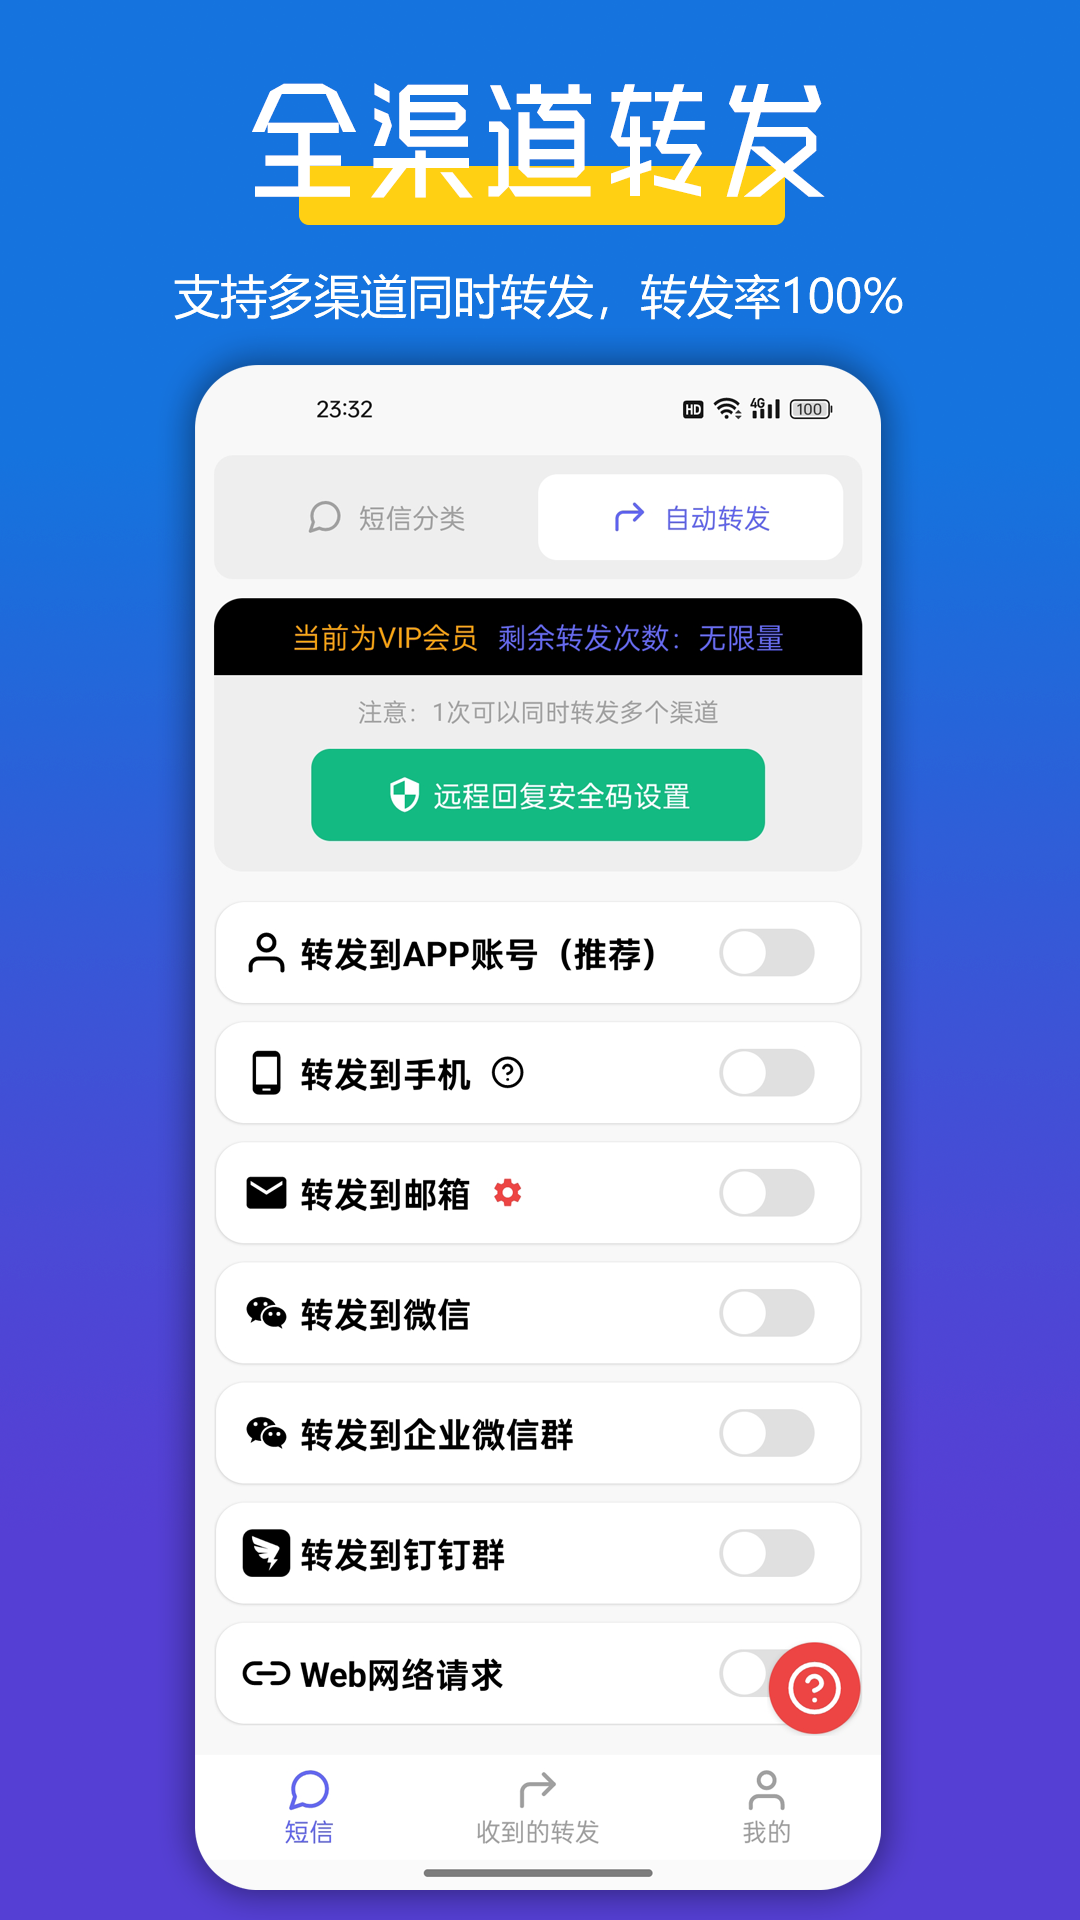 全渠道转发
支持多渠道同时转发，转发率100%
23:32
HD 4G 100
短信分类
自动转发
当前为VIP会员 剩余转发次数：无限量
注意：1次可以同时转发多个渠道
远程回复安全码设置
转发到APP账号（推荐）
转发到手机
转发到邮箱
转发到微信
转发到企业微信群
转发到钉钉群
Web网络请求
短信
收到的转发
我的